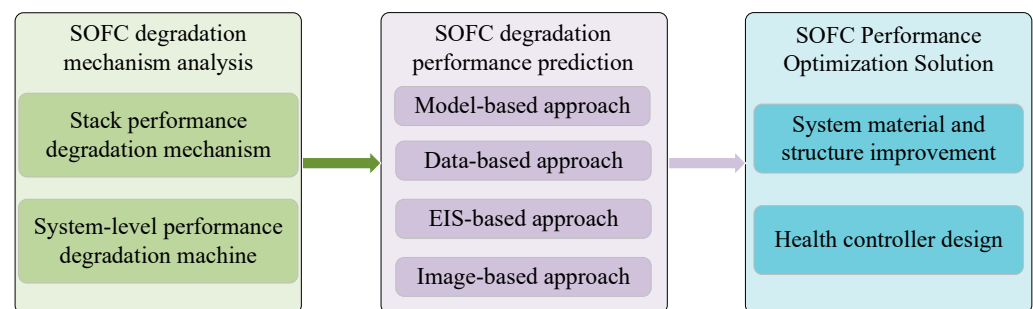 SOFC degradation
mechanism analysis
Stack performance
degradation mechanism
System-level performance
degradation machine
SOFC degradation
performance prediction
Model-based approach
Data-based approach
EIS-based approach
Image-based approach
SOFC Performance
Optimization Solution
System material and
structure improvement
Health controller design